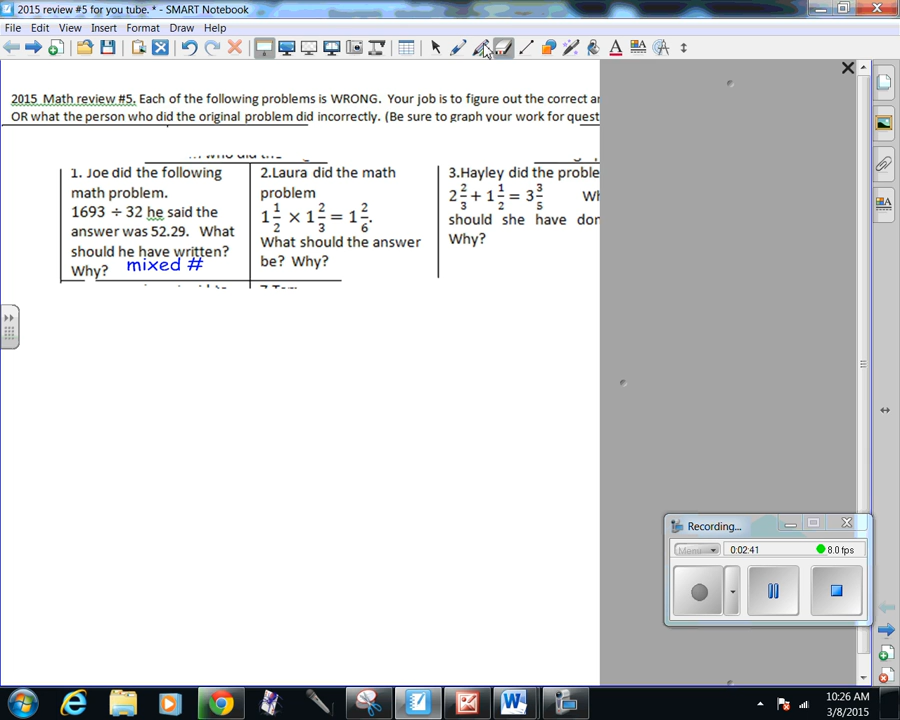 2015 review #5 for you tube. * - SMART Notebook
File Edit View Insert Format Draw Help
2015 Math review #5. Each of the following problems is WRONG. Your job is to figure out the correct an
OR what the person who did the original problem did incorrectly. (Be sure to graph your work for quest
1. Joe did the following
math problem.
1693 ÷ 32 he said the
answer was 52.29. What
should he have written?
Why? mixed #
2.Laura did the math
problem
1 1/2 × 1 2/3 = 1 2/6.
What should the answer
be? Why?
3.Hayley did the proble
2 2/3 + 1 1/2 = 3 3/5 Wh
should she have don
Why?
7.Tom
Recording...
Menu
0:02:41
8.0 fps
10:26 AM
3/8/2015